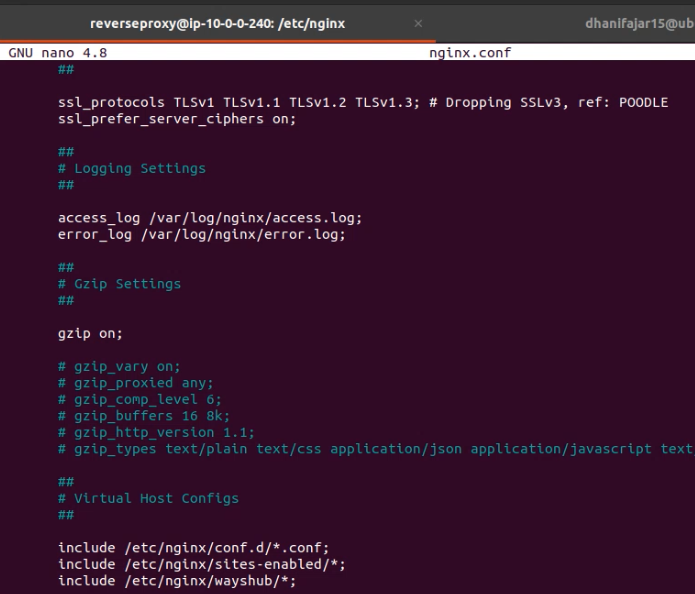 reverseproxy@ip-10-0-0-240: /etc/nginx × dhanifajar15@ub
GNU nano 4.8 nginx.conf
##
ssl_protocols TLSv1 TLSv1.1 TLSv1.2 TLSv1.3; # Dropping SSLv3, ref: POODLE
ssl_prefer_server_ciphers on;
##
# Logging Settings
##
access_log /var/log/nginx/access.log;
error_log /var/log/nginx/error.log;
##
# Gzip Settings
##
gzip on;
# gzip_vary on;
# gzip_proxied any;
# gzip_comp_level 6;
# gzip_buffers 16 8k;
# gzip_http_version 1.1;
# gzip_types text/plain text/css application/json application/javascript text
##
# Virtual Host Configs
##
include /etc/nginx/conf.d/*.conf;
include /etc/nginx/sites-enabled/*;
include /etc/nginx/wayshub/*;